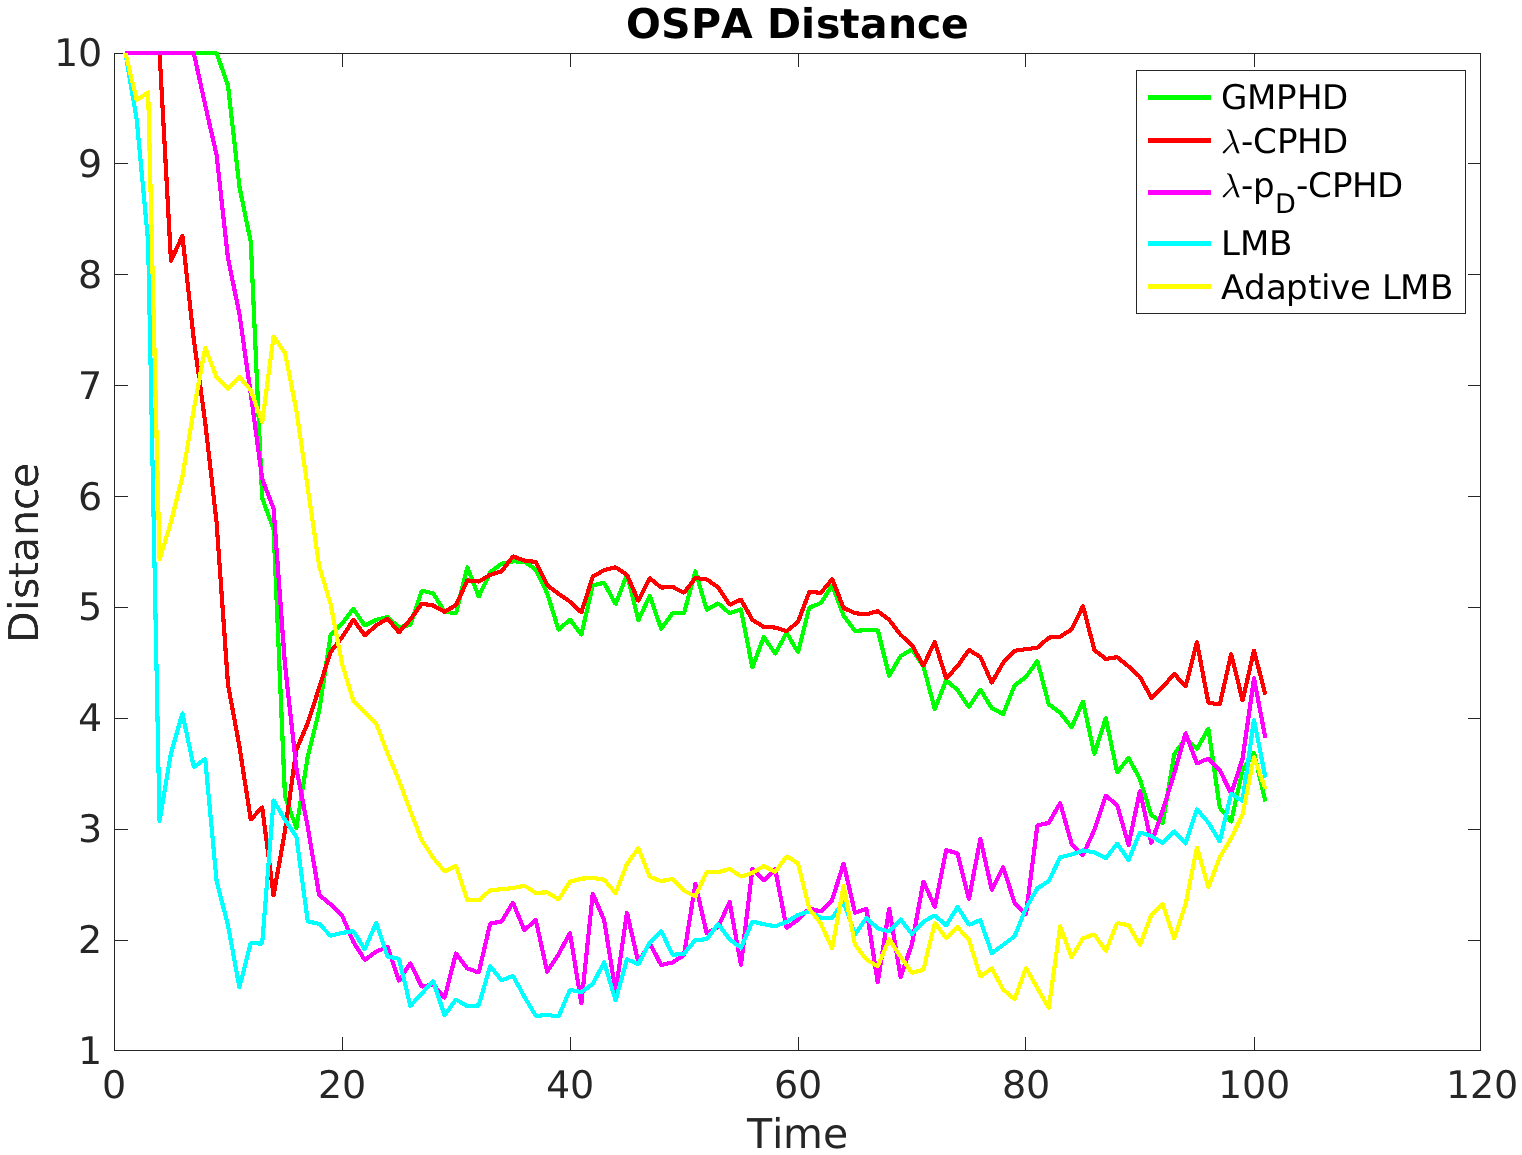 OSPA Distance
10
9
8
7
6
5
4
3
2
1
Distance
0 20 40 60 80 100 120
Time
GMPHD
λ-CPHD
λ-p_D-CPHD
LMB
Adaptive LMB